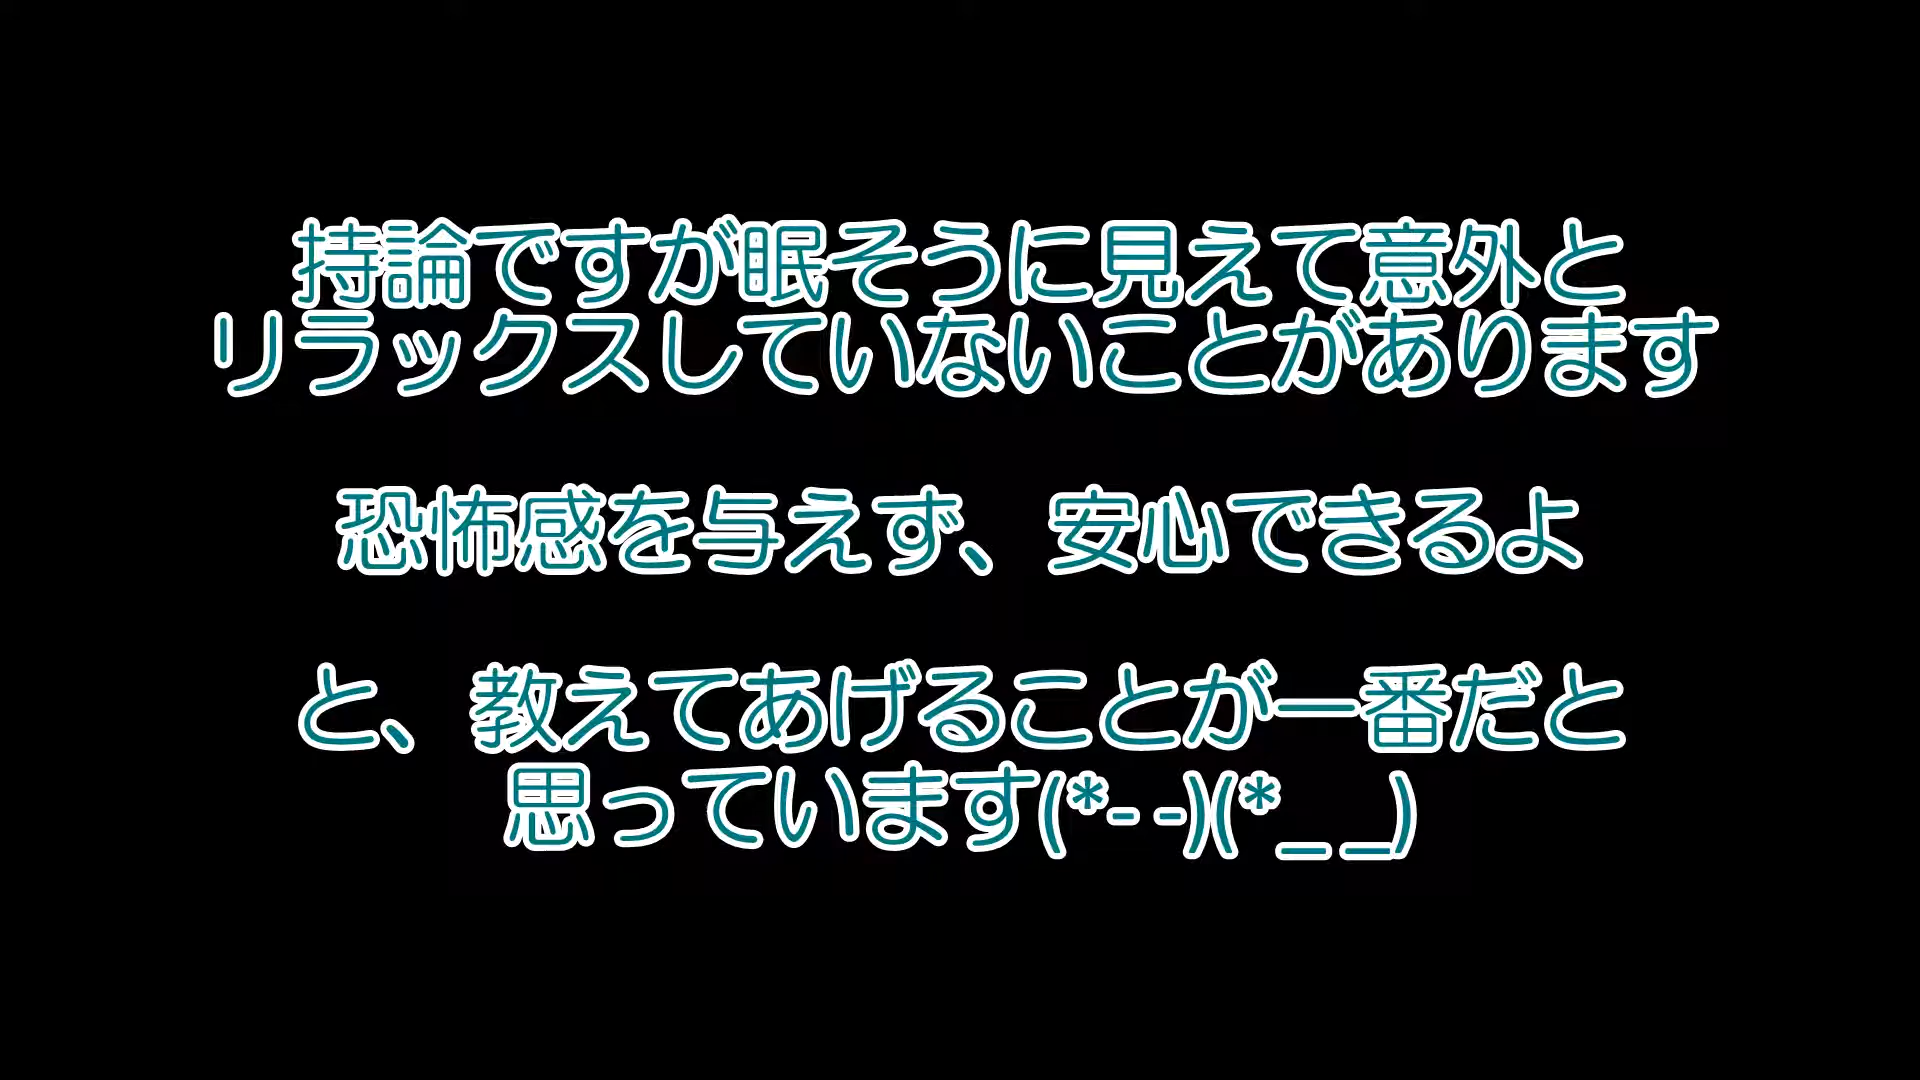 持論ですが眠そうに見えて意外と
リラックスしていないことがあります
恐怖感を与えず、安心できるよ
と、教えてあげることが一番だと
思っています(*- -)(*_ _)